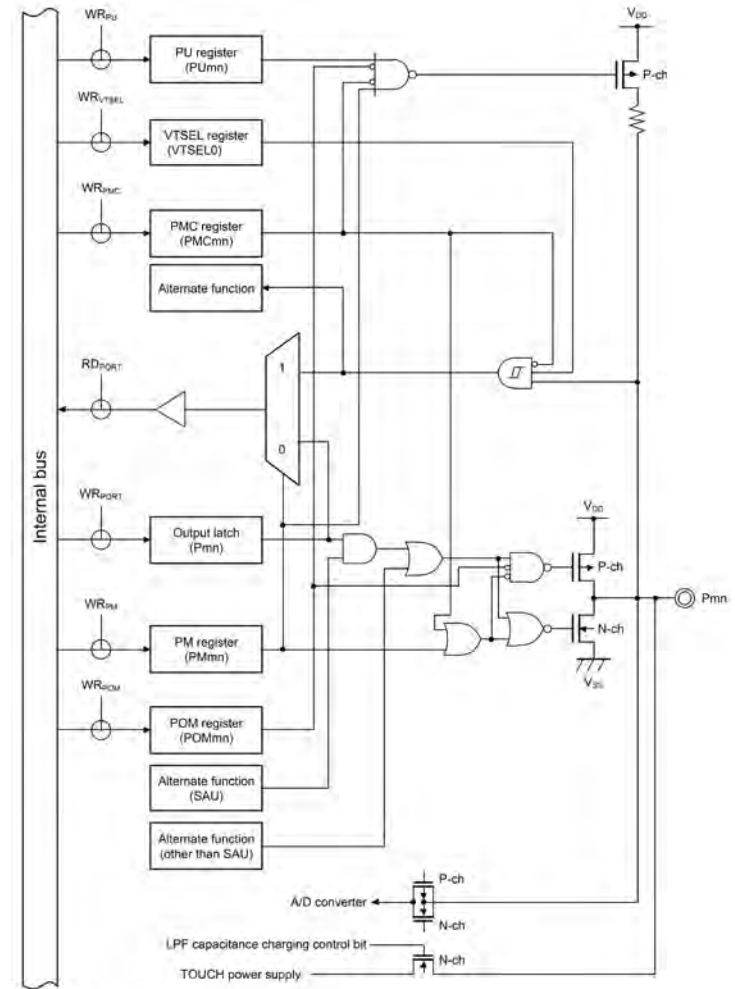 WRPU
PU register
(PUmn)
VDD
P-ch
WRVTSEL
VTSEL register
(VTSEL0)
WRPMC
PMC register
(PMCmn)
Alternate function
RDPORT
1
0
Internal bus
WRPORT
Output latch
(Pmn)
VDD
P-ch
Pmn
N-ch
VSS
WRPM
PM register
(PMmn)
WRPOM
POM register
(POMmn)
Alternate function
(SAU)
Alternate function
(other than SAU)
P-ch
A/D converter
N-ch
LPF capacitance charging control bit
N-ch
TOUCH power supply